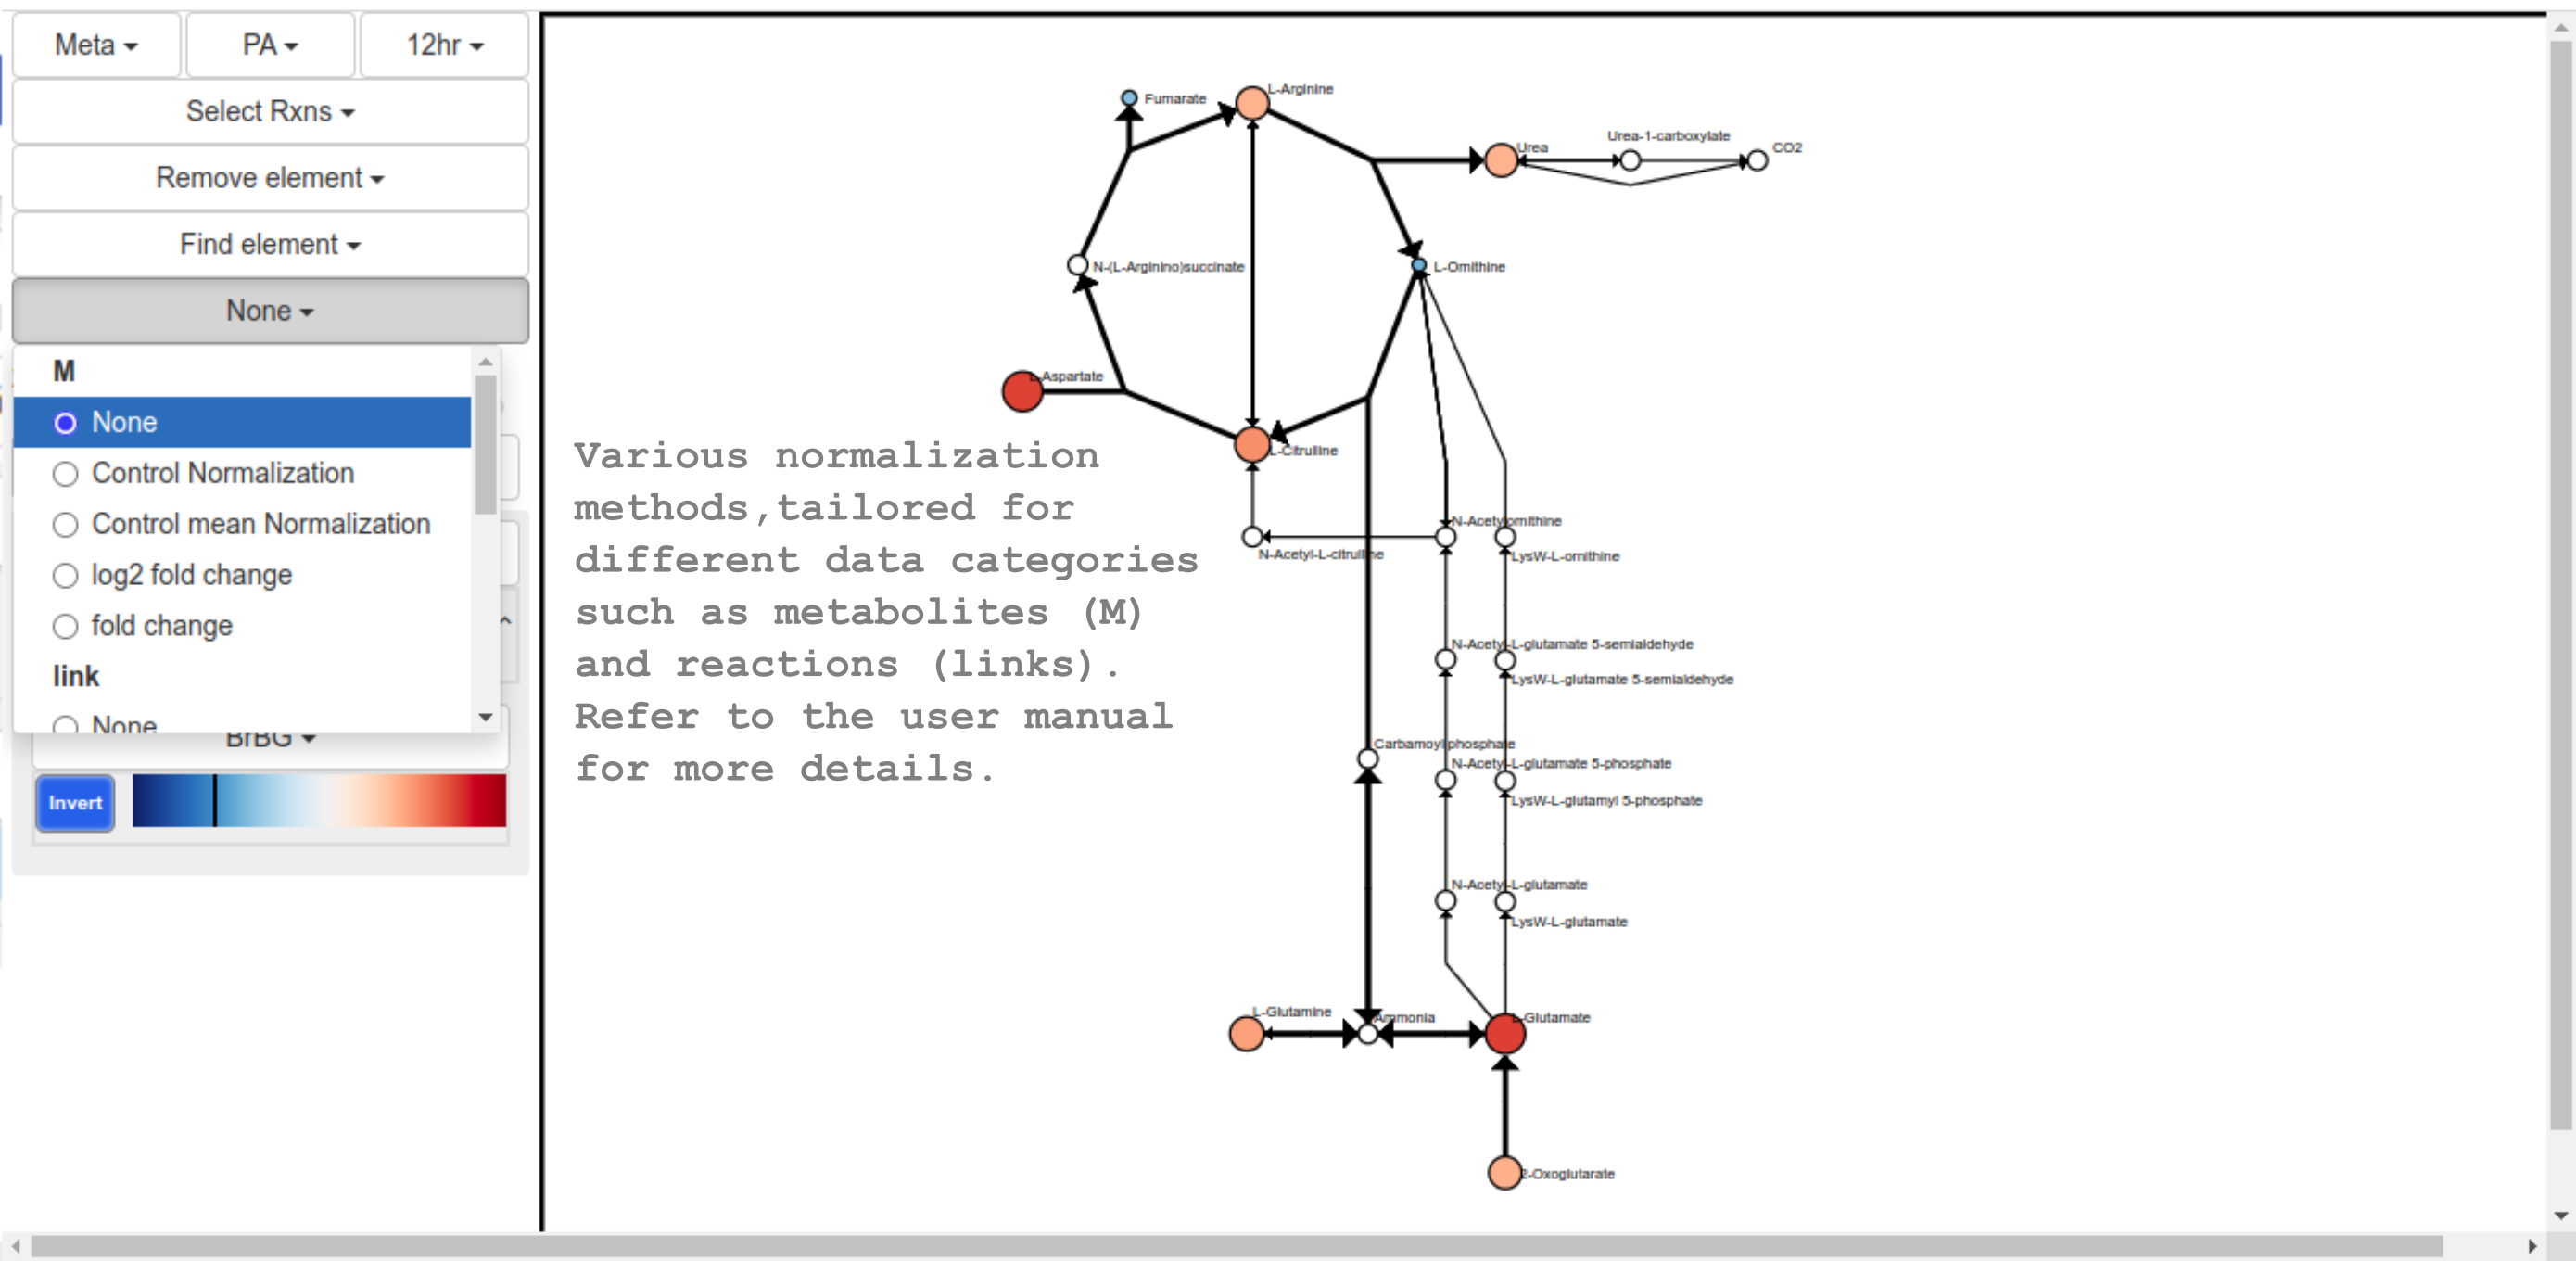 Meta
PA
12hr
Select Rxns
Remove element
Find element
None
M
None
Control Normalization
Control mean Normalization
log2 fold change
fold change
link
None
BrBG
Invert
Various normalization
methods,tailored for
different data categories
such as metabolites (M)
and reactions (links).
Refer to the user manual
for more details.
Fumarate
L-Arginine
Urea
Urea-1-carboxylate
CO2
N-(L-Arginino)succinate
L-Ornithine
L-Aspartate
L-Citrulline
N-Acetylornithine
N-Acetyl-L-citrulline
LysW-L-ornithine
N-Acetyl-L-glutamate 5-semialdehyde
LysW-L-glutamate 5-semialdehyde
Carbamoyl phosphate
N-Acetyl-L-glutamate 5-phosphate
LysW-L-glutamyl 5-phosphate
N-Acetyl-L-glutamate
LysW-L-glutamate
L-Glutamine
Ammonia
L-Glutamate
2-Oxoglutarate